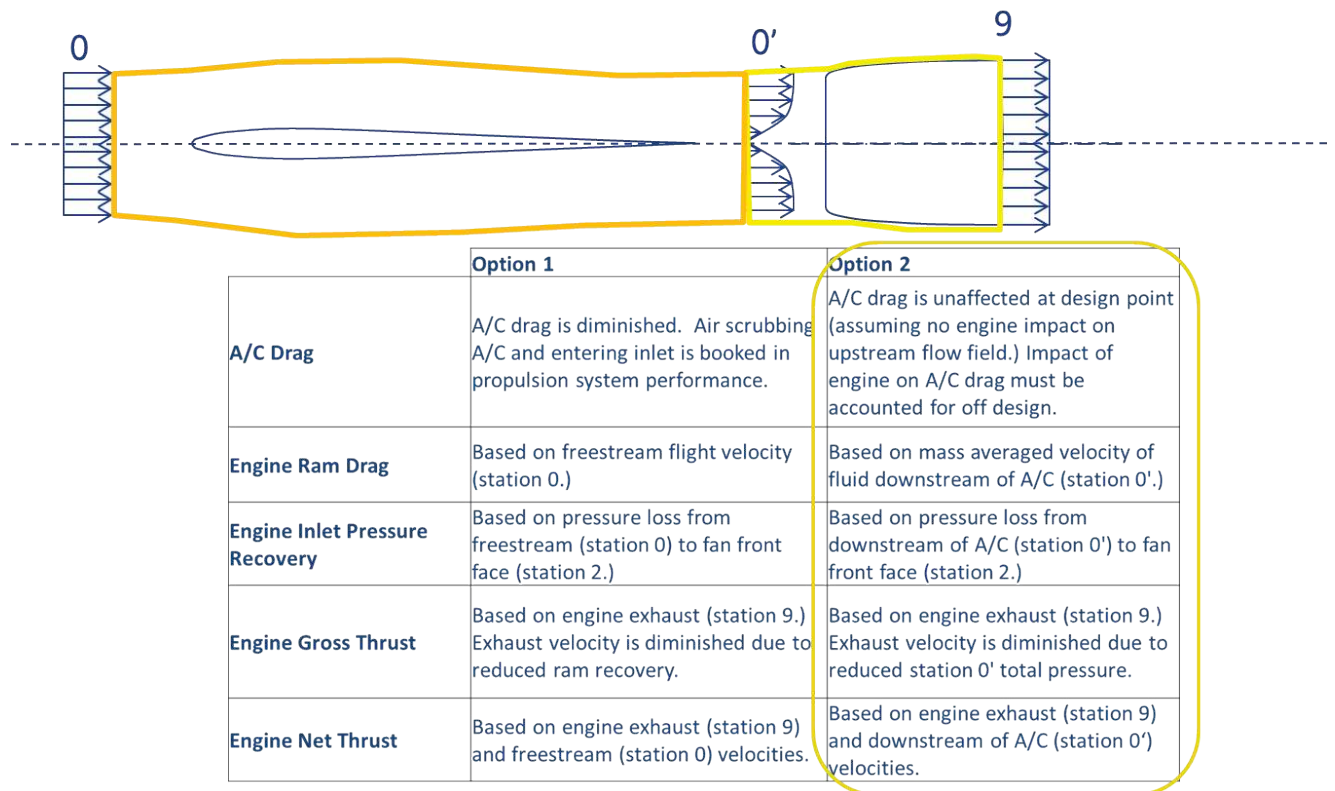 0
0’
9
Option 1
Option 2
A/C Drag
A/C drag is diminished. Air scrubbing
A/C and entering inlet is booked in
propulsion system performance.
A/C drag is unaffected at design point
(assuming no engine impact on
upstream flow field.) Impact of
engine on A/C drag must be
accounted for off design.
Engine Ram Drag
Based on freestream flight velocity
(station 0.)
Based on mass averaged velocity of
fluid downstream of A/C (station 0'.)
Engine Inlet Pressure
Recovery
Based on pressure loss from
freestream (station 0) to fan front
face (station 2.)
Based on pressure loss from
downstream of A/C (station 0') to fan
front face (station 2.)
Engine Gross Thrust
Based on engine exhaust (station 9.)
Exhaust velocity is diminished due to
reduced ram recovery.
Based on engine exhaust (station 9.)
Exhaust velocity is diminished due to
reduced station 0' total pressure.
Engine Net Thrust
Based on engine exhaust (station 9)
and freestream (station 0) velocities.
Based on engine exhaust (station 9)
and downstream of A/C (station 0‘)
velocities.